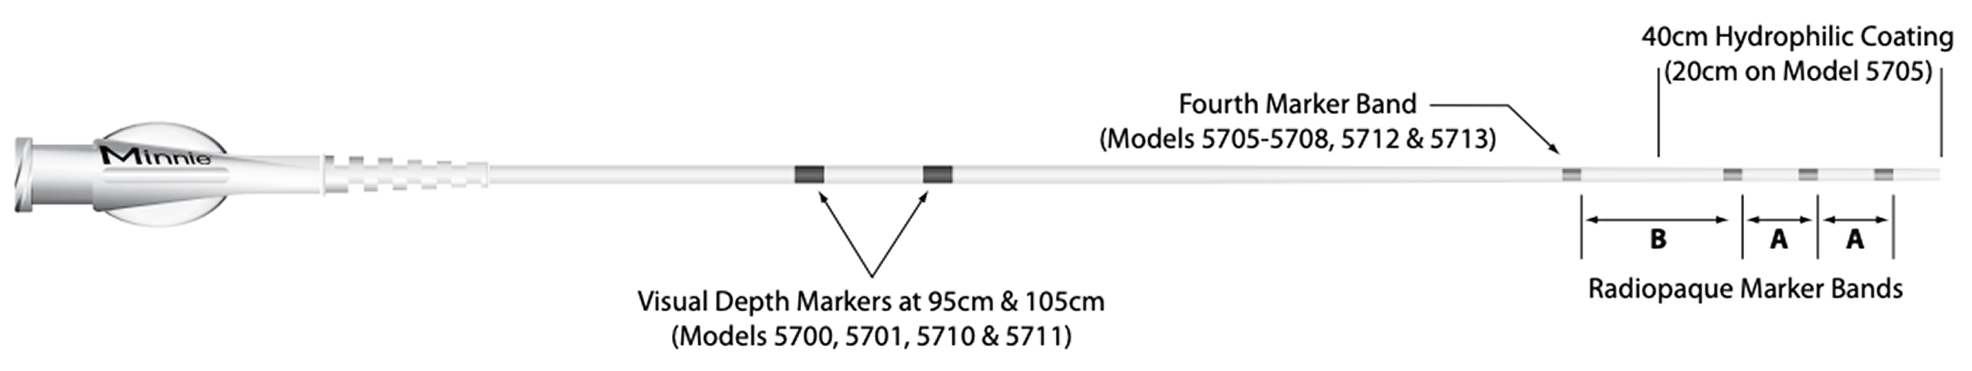 40cm Hydrophilic Coating
(20cm on Model 5705)
Fourth Marker Band
(Models 5705-5708, 5712 & 5713)
Minnie
B
A
A
Radiopaque Marker Bands
Visual Depth Markers at 95cm & 105cm
(Models 5700, 5701, 5710 & 5711)